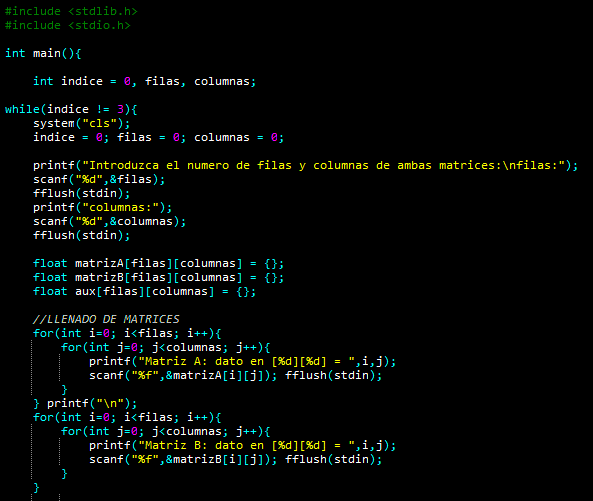 #include <stdlib.h>
#include <stdio.h>
int main(){
int indice = 0, filas, columnas;
while(indice != 3){
system("cls");
indice = 0; filas = 0; columnas = 0;
printf("Introduzca el numero de filas y columnas de ambas matrices:\nfilas:");
scanf("%d",&filas);
fflush(stdin);
printf("columnas:");
scanf("%d",&columnas);
fflush(stdin);
float matrizA[filas][columnas] = {};
float matrizB[filas][columnas] = {};
float aux[filas][columnas] = {};
//LLENADO DE MATRICES
for(int i=0; i<filas; i++){
for(int j=0; j<columnas; j++){
printf("Matriz A: dato en [%d][%d] = ",i,j);
scanf("%f",&matrizA[i][j]); fflush(stdin);
}
} printf("\n");
for(int i=0; i<filas; i++){
for(int j=0; j<columnas; j++){
printf("Matriz B: dato en [%d][%d] = ",i,j);
scanf("%f",&matrizB[i][j]); fflush(stdin);
}
}